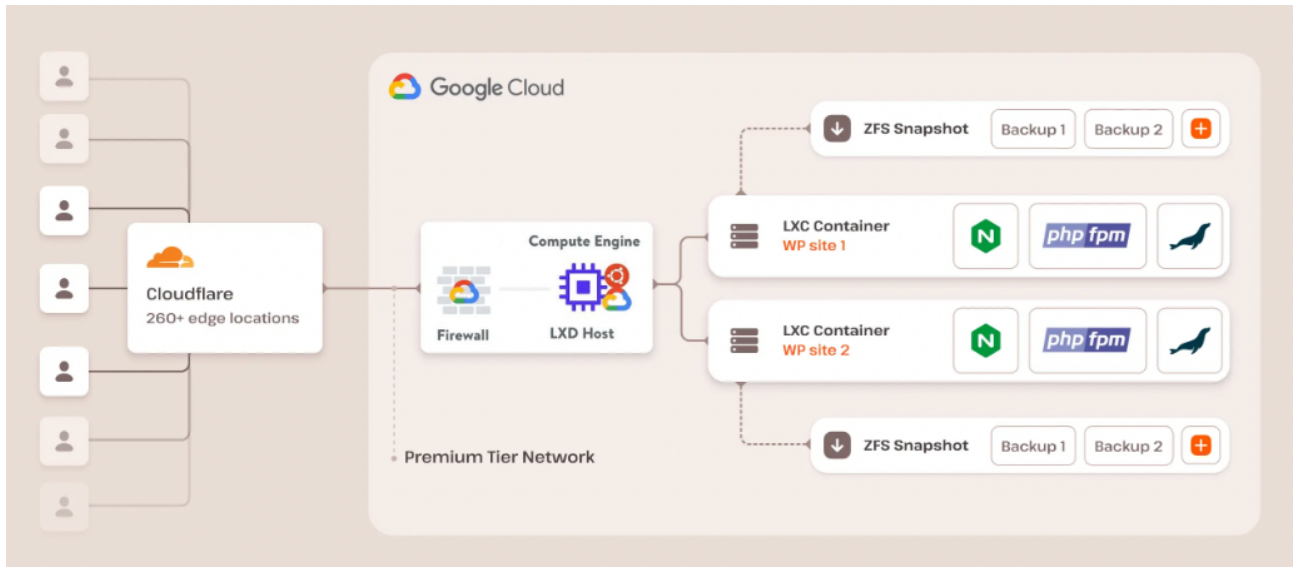 Google Cloud
ZFS Snapshot
Backup 1
Backup 2
LXC Container
WP site 1
N
php fpm
Compute Engine
Cloudflare
260+ edge locations
Firewall
LXD Host
LXC Container
WP site 2
N
php fpm
Premium Tier Network
ZFS Snapshot
Backup 1
Backup 2